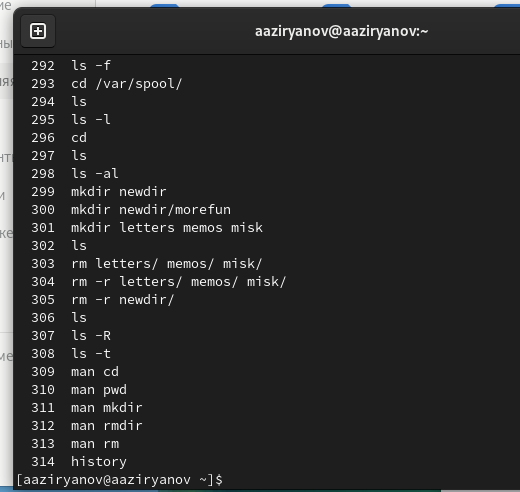 aaziryanov@aaziryanov:~
292 ls -f
293 cd /var/spool/
294 ls
295 ls -l
296 cd
297 ls
298 ls -al
299 mkdir newdir
300 mkdir newdir/morefun
301 mkdir letters memos misk
302 ls
303 rm letters/ memos/ misk/
304 rm -r letters/ memos/ misk/
305 rm -r newdir/
306 ls
307 ls -R
308 ls -t
309 man cd
310 man pwd
311 man mkdir
312 man rmdir
313 man rm
314 history
[aaziryanov@aaziryanov ~]$